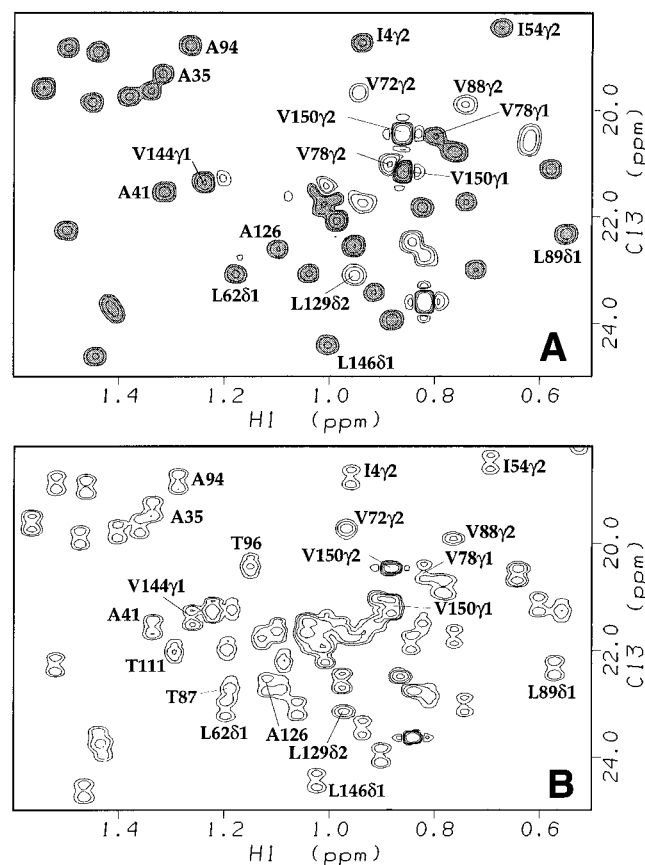 A94
I4γ2
I54γ2
A35
V72γ2
V88γ2
20.0
V150γ2
V78γ1
(ppm)
V78γ2
V144γ1
V150γ1
A41
22.0
A126
L89δ1
C13
L62δ1
L129δ2
24.0
L146δ1
A
1.4
1.2
1.0
0.8
0.6
H1 (ppm)
A94
I4γ2
I54γ2
A35
V72γ2
V88γ2
20.0
T96
V150γ2
V78γ1
(ppm)
V144γ1
A41
V150γ1
T111
22.0
T87
L89δ1
C13
L62δ1
A126
L129δ2
24.0
L146δ1
B
1.4
1.2
1.0
0.8
0.6
H1 (ppm)